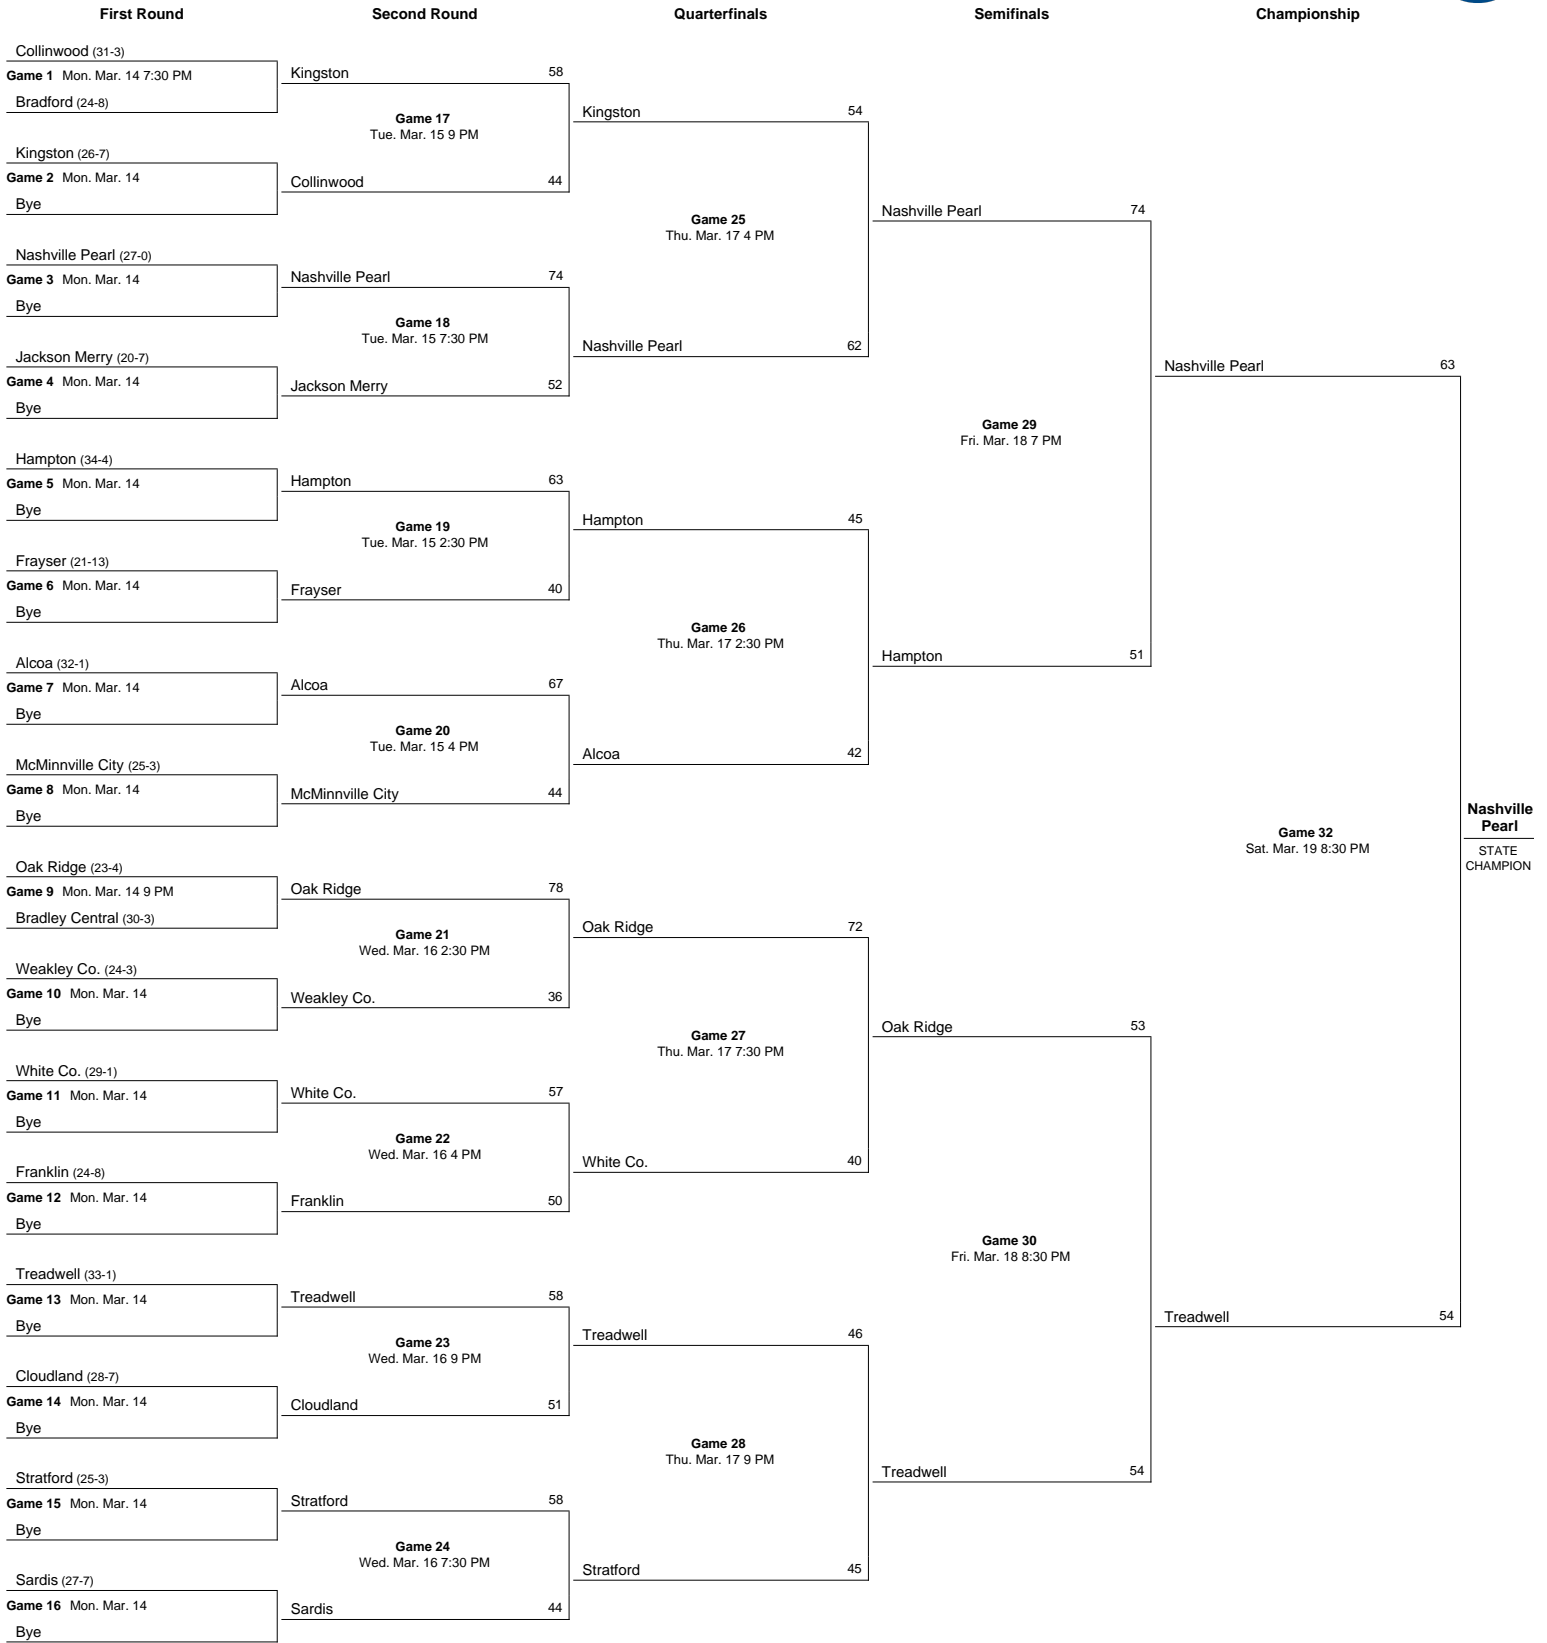 First Round
Second Round
Quarterfinals
Semifinals
Championship
Collinwood (31-3)
Game 1 Mon. Mar. 14 7:30 PM
Bradford (24-8)
Kingston (26-7)
Game 2 Mon. Mar. 14
Bye
Nashville Pearl (27-0)
Game 3 Mon. Mar. 14
Bye
Jackson Merry (20-7)
Game 4 Mon. Mar. 14
Bye
Hampton (34-4)
Game 5 Mon. Mar. 14
Bye
Frayser (21-13)
Game 6 Mon. Mar. 14
Bye
Alcoa (32-1)
Game 7 Mon. Mar. 14
Bye
McMinnville City (25-3)
Game 8 Mon. Mar. 14
Bye
Oak Ridge (23-4)
Game 9 Mon. Mar. 14 9 PM
Bradley Central (30-3)
Weakley Co. (24-3)
Game 10 Mon. Mar. 14
Bye
White Co. (29-1)
Game 11 Mon. Mar. 14
Bye
Franklin (24-8)
Game 12 Mon. Mar. 14
Bye
Treadwell (33-1)
Game 13 Mon. Mar. 14
Bye
Cloudland (28-7)
Game 14 Mon. Mar. 14
Bye
Stratford (25-3)
Game 15 Mon. Mar. 14
Bye
Sardis (27-7)
Game 16 Mon. Mar. 14
Bye
Kingston 58
Game 17
Tue. Mar. 15 9 PM
Collinwood 44
Nashville Pearl 74
Game 18
Tue. Mar. 15 7:30 PM
Jackson Merry 52
Hampton 63
Game 19
Tue. Mar. 15 2:30 PM
Frayser 40
Alcoa 67
Game 20
Tue. Mar. 15 4 PM
McMinnville City 44
Oak Ridge 78
Game 21
Wed. Mar. 16 2:30 PM
Weakley Co. 36
White Co. 57
Game 22
Wed. Mar. 16 4 PM
Franklin 50
Treadwell 58
Game 23
Wed. Mar. 16 9 PM
Cloudland 51
Stratford 58
Game 24
Wed. Mar. 16 7:30 PM
Sardis 44
Kingston 54
Game 25
Thu. Mar. 17 4 PM
Nashville Pearl 62
Hampton 45
Game 26
Thu. Mar. 17 2:30 PM
Alcoa 42
Oak Ridge 72
Game 27
Thu. Mar. 17 7:30 PM
White Co. 40
Treadwell 46
Game 28
Thu. Mar. 17 9 PM
Stratford 45
Nashville Pearl 74
Game 29
Fri. Mar. 18 7 PM
Hampton 51
Oak Ridge 53
Game 30
Fri. Mar. 18 8:30 PM
Treadwell 54
Nashville Pearl 63
Game 32
Sat. Mar. 19 8:30 PM
Treadwell 54
Nashville
Pearl
STATE
CHAMPION